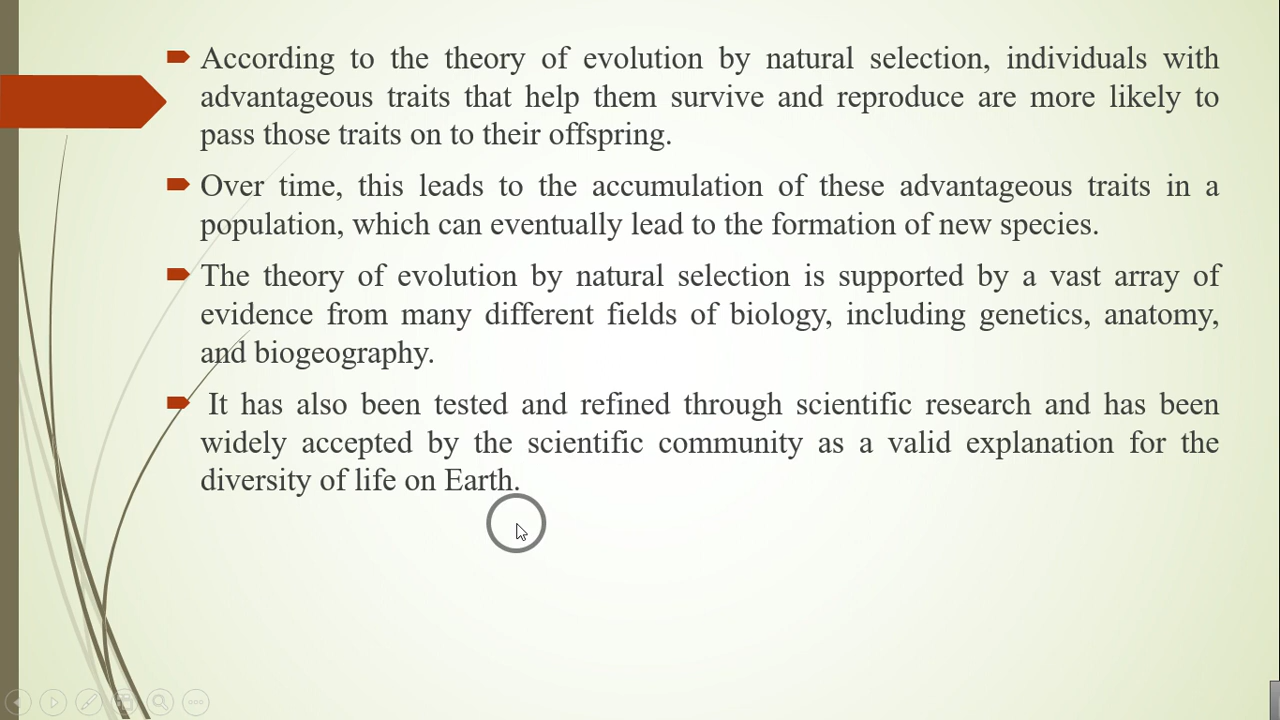 According to the theory of evolution by natural selection, individuals with
advantageous traits that help them survive and reproduce are more likely to
pass those traits on to their offspring.
Over time, this leads to the accumulation of these advantageous traits in a
population, which can eventually lead to the formation of new species.
The theory of evolution by natural selection is supported by a vast array of
evidence from many different fields of biology, including genetics, anatomy,
and biogeography.
It has also been tested and refined through scientific research and has been
widely accepted by the scientific community as a valid explanation for the
diversity of life on Earth.